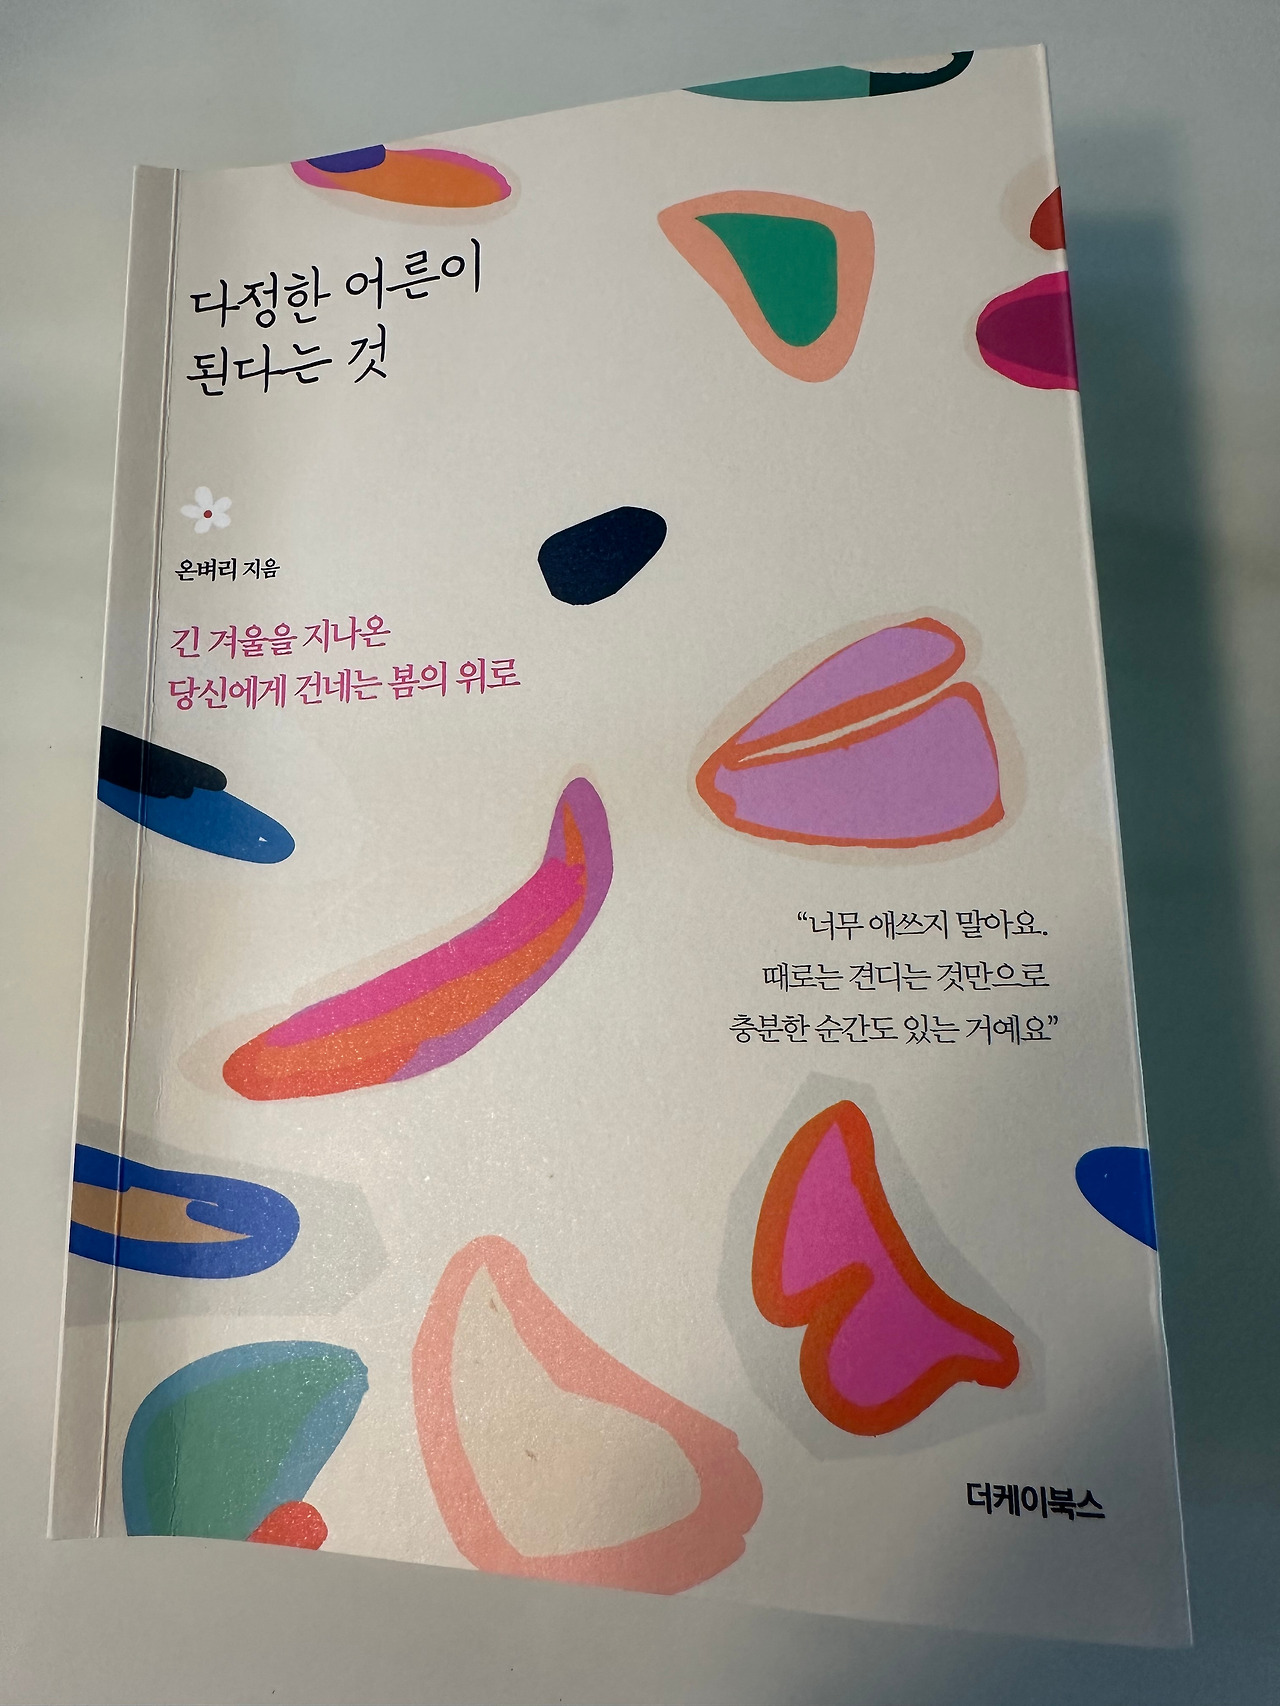 다정한 어른이
된다는 것
온벼리 지음
긴 겨울을 지나온
당신에게 건네는 봄의 위로
“너무 애쓰지 말아요.
때로는 견디는 것만으로
충분한 순간도 있는 거예요”
더케이북스